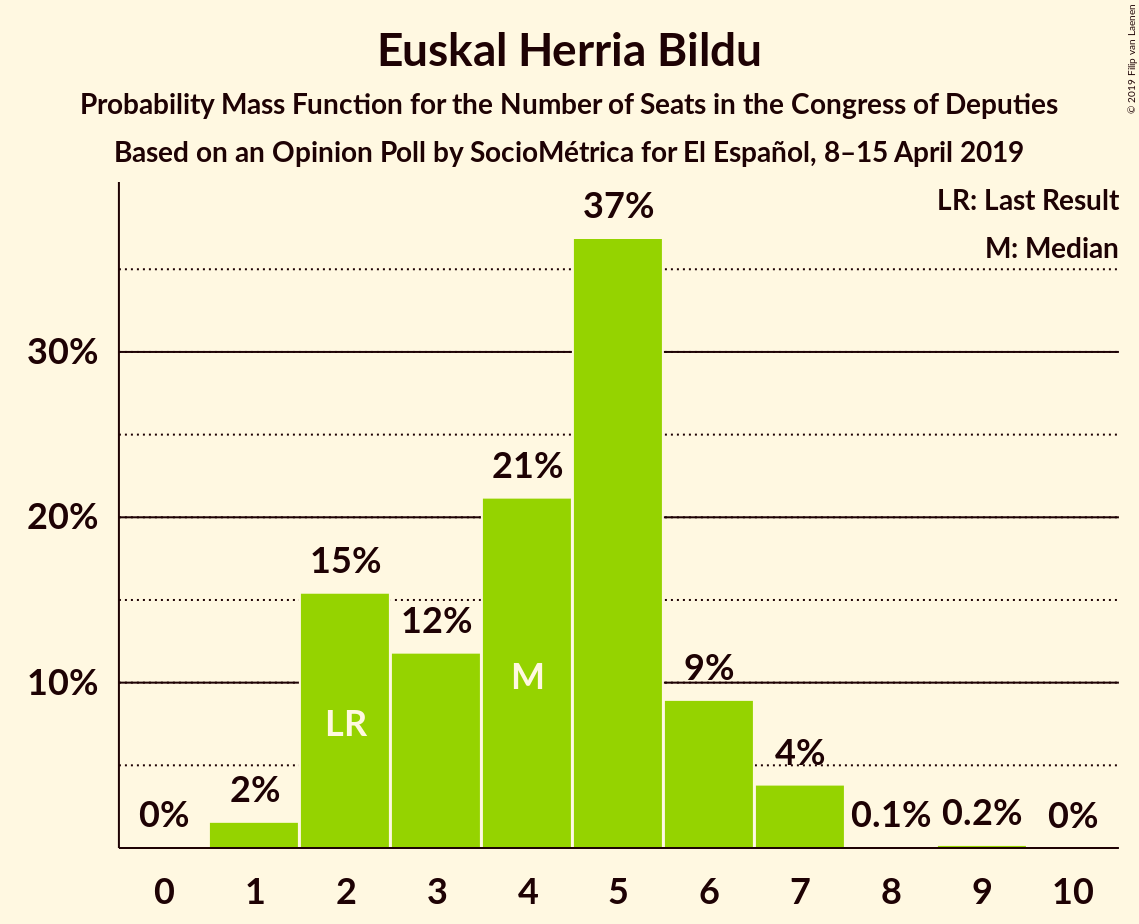 Euskal Herria Bildu
Probability Mass Function for the Number of Seats in the Congress of Deputies
Based on an Opinion Poll by SocioMétrica for El Español, 8–15 April 2019
© 2019 Filip van Laenen
LR: Last Result
M: Median
37%
30%
21%
20%
15%
12%
10%
9%
M
LR
4%
2%
0%
0.1%
0.2%
0%
0 1 2 3 4 5 6 7 8 9 10